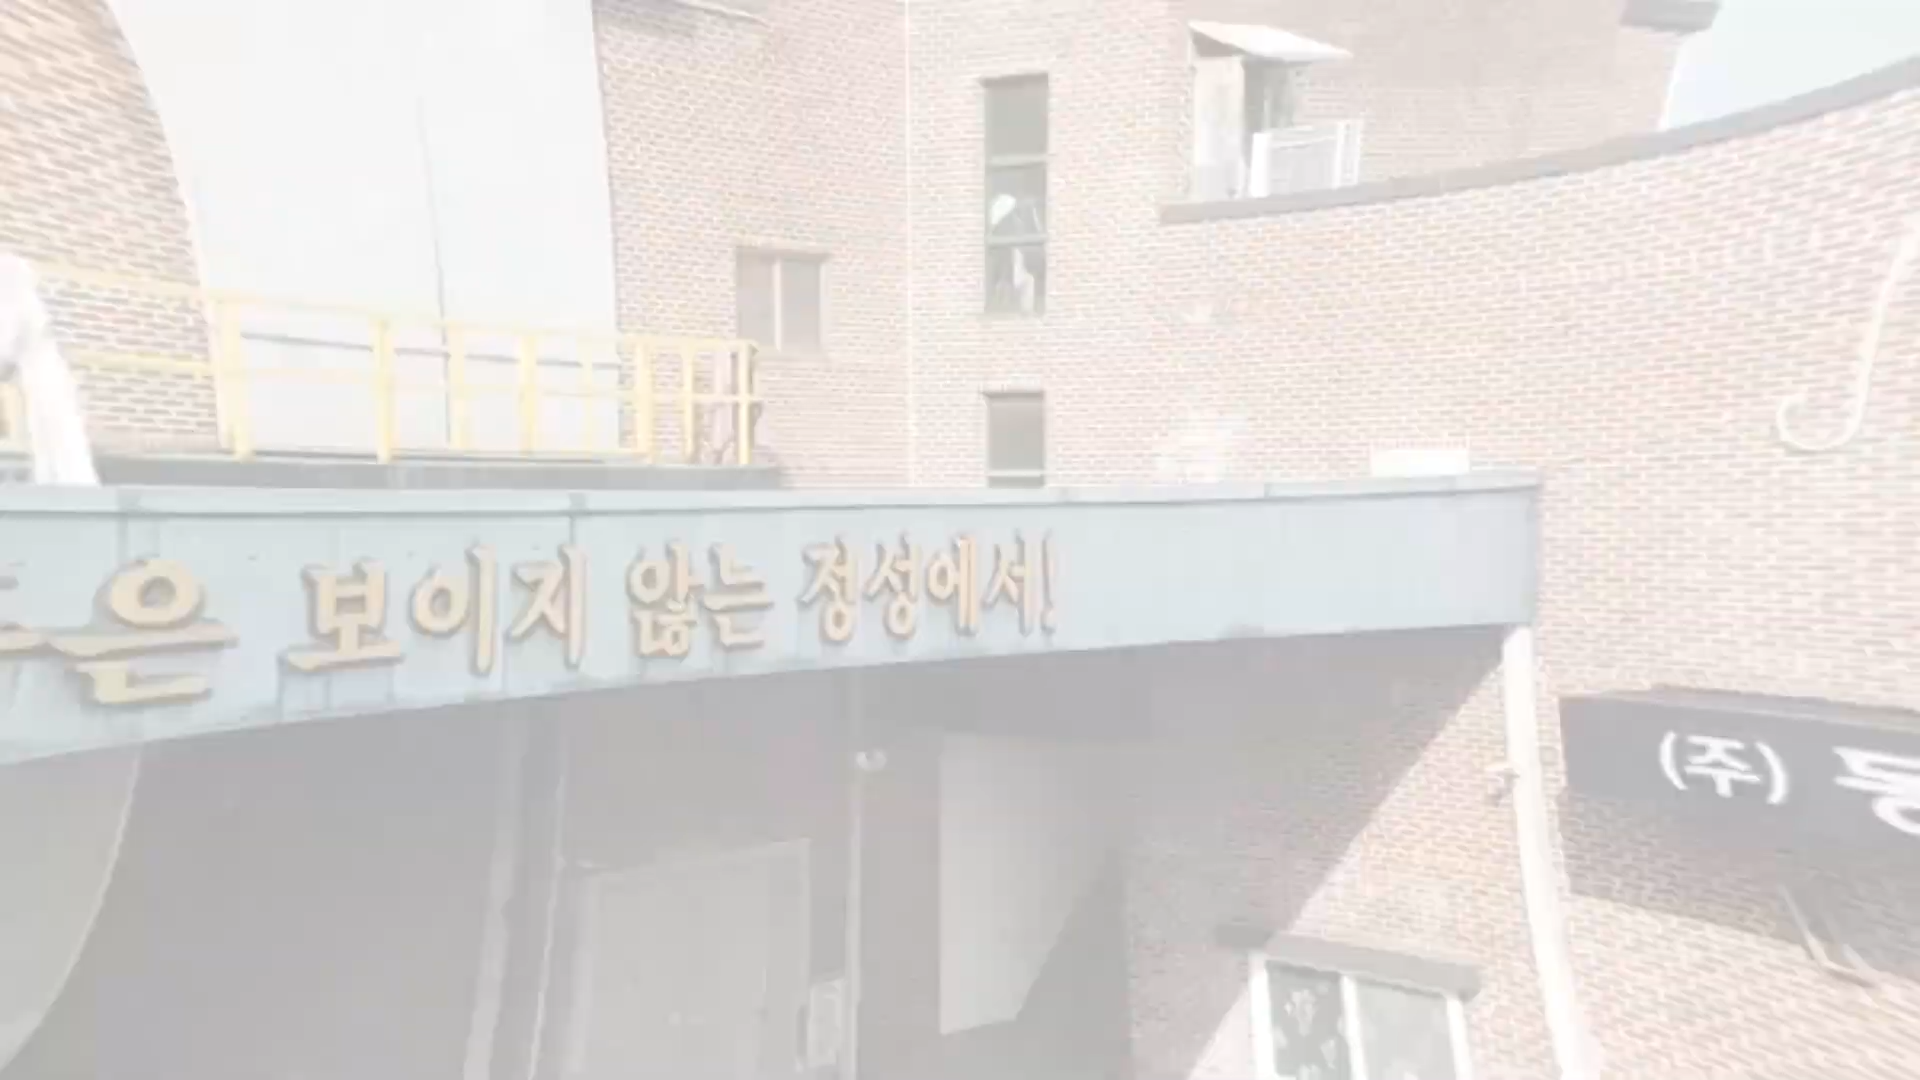 은 보이지 않는 정성에서!
(주)